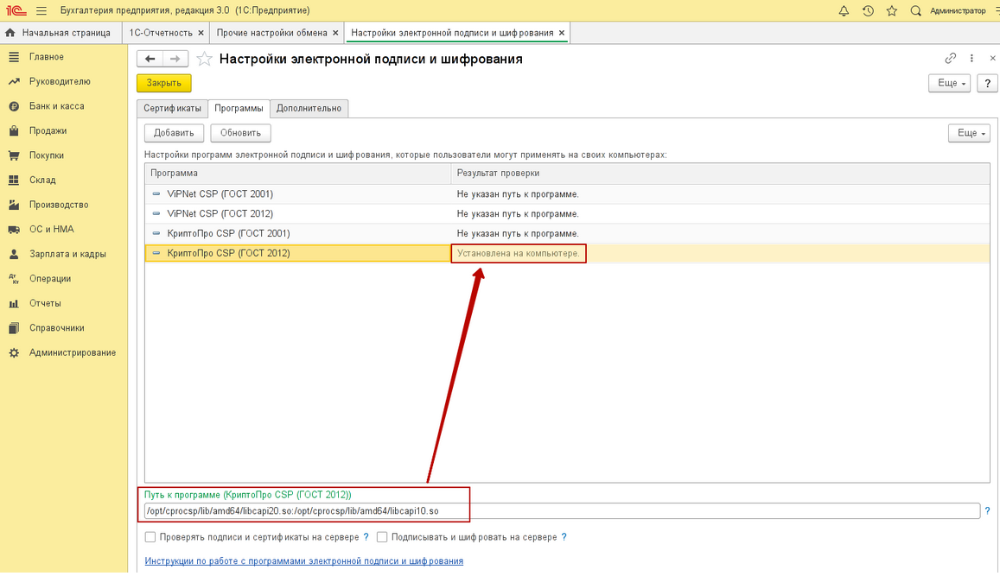 1С Бухгалтерия предприятия, редакция 3.0 (1С:Предприятие) Администратор
Начальная страница 1С-Отчетность × Прочие настройки обмена × Настройки электронной подписи и шифрования ×
Главное
Руководителю
Банк и касса
Продажи
Покупки
Склад
Производство
ОС и НМА
Зарплата и кадры
Дт Кт Операции
Отчеты
Справочники
Администрирование
Настройки электронной подписи и шифрования
Закрыть Еще ?
Сертификаты Программы Дополнительно
Добавить Обновить Еще
Настройки программ электронной подписи и шифрования, которые пользователи могут применять на своих компьютерах:
Программа Результат проверки
ViPNet CSP (ГОСТ 2001) Не указан путь к программе.
ViPNet CSP (ГОСТ 2012) Не указан путь к программе.
КриптоПро CSP (ГОСТ 2001) Не указан путь к программе.
КриптоПро CSP (ГОСТ 2012) Установлена на компьютере.
Путь к программе (КриптоПро CSP (ГОСТ 2012))
/opt/cprocsp/lib/amd64/libcapi20.so:/opt/cprocsp/lib/amd64/libcapi10.so ?
Проверять подписи и сертификаты на сервере ? Подписывать и шифровать на сервере ?
Инструкции по работе с программами электронной подписи и шифрования